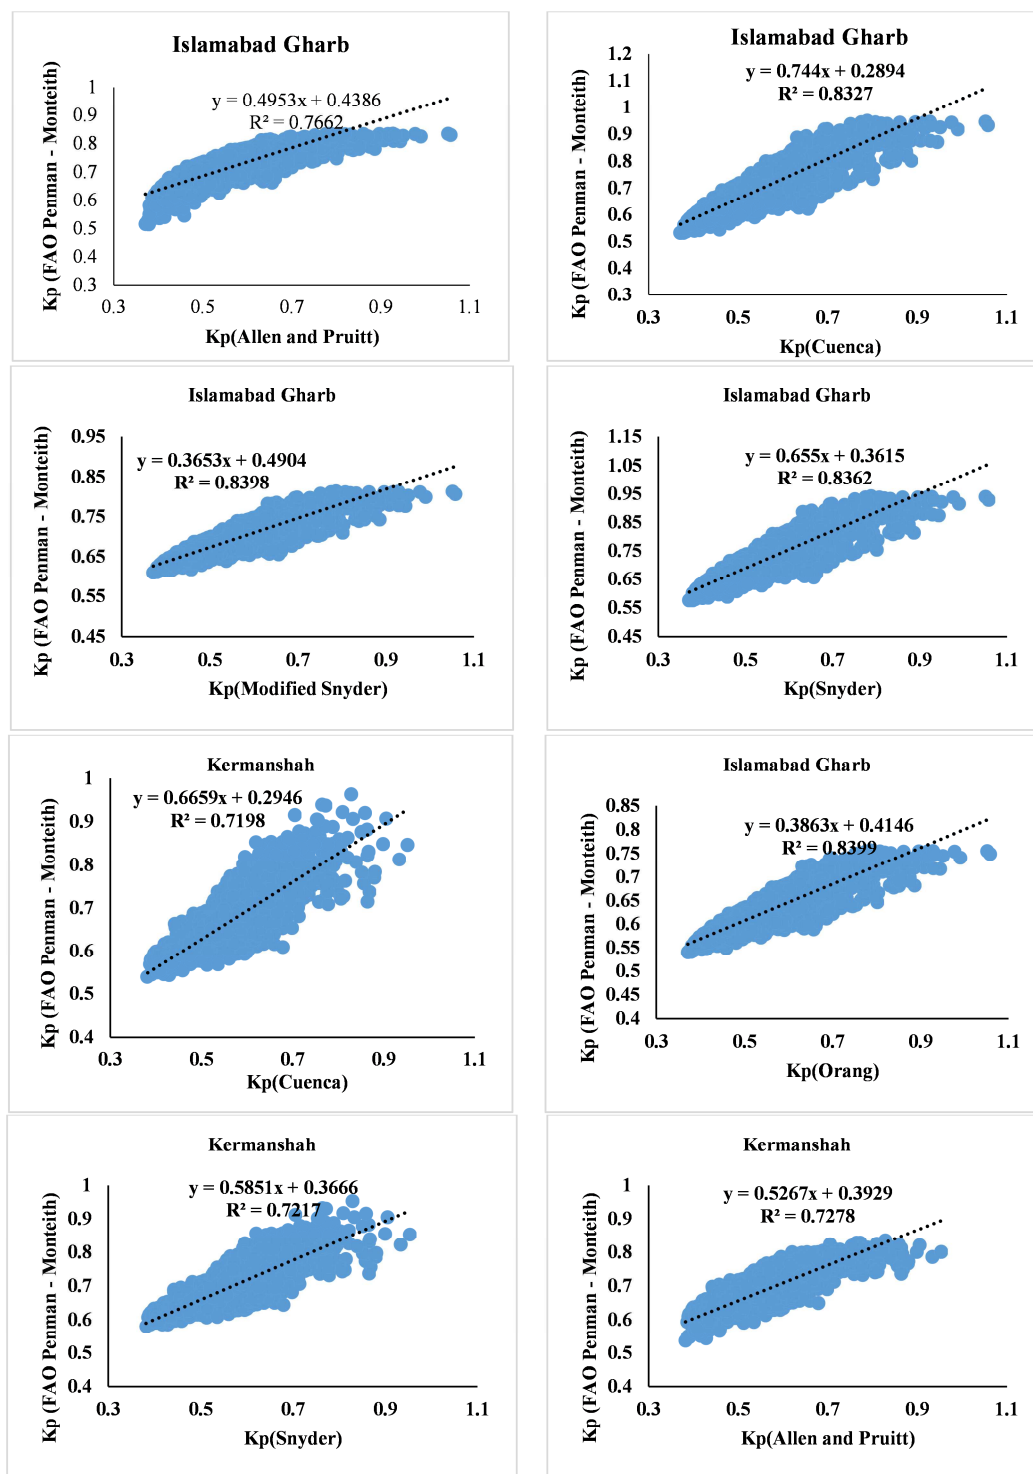 Islamabad Gharb
y = 0.4953x + 0.4386
R² = 0.7662
Kp (FAO Penman - Monteith)
1
0.9
0.8
0.7
0.6
0.5
0.4
0.3
0.3 0.5 0.7 0.9 1.1
Kp(Allen and Pruitt)
Islamabad Gharb
y = 0.744x + 0.2894
R² = 0.8327
Kp (FAO Penman - Monteith)
1.2
1.1
1
0.9
0.8
0.7
0.6
0.5
0.4
0.3
0.3 0.5 0.7 0.9 1.1
Kp(Cuenca)
Islamabad Gharb
y = 0.3653x + 0.4904
R² = 0.8398
Kp (FAO Penman - Monteith)
0.95
0.85
0.75
0.65
0.55
0.45
0.3 0.5 0.7 0.9 1.1
Kp(Modified Snyder)
Islamabad Gharb
y = 0.655x + 0.3615
R² = 0.8362
Kp (FAO Penman - Monteith)
1.15
1.05
0.95
0.85
0.75
0.65
0.55
0.45
0.3 0.5 0.7 0.9 1.1
Kp(Snyder)
Kermanshah
y = 0.6659x + 0.2946
R² = 0.7198
Kp (FAO Penman - Monteith)
1
0.9
0.8
0.7
0.6
0.5
0.4
0.3 0.5 0.7 0.9 1.1
Kp(Cuenca)
Islamabad Gharb
y = 0.3863x + 0.4146
R² = 0.8399
Kp (FAO Penman - Monteith)
0.85
0.8
0.75
0.7
0.65
0.6
0.55
0.5
0.45
0.4
0.3 0.5 0.7 0.9 1.1
Kp(Orang)
Kermanshah
y = 0.5851x + 0.3666
R² = 0.7217
Kp (FAO Penman - Monteith)
1
0.9
0.8
0.7
0.6
0.5
0.4
0.3 0.5 0.7 0.9 1.1
Kp(Snyder)
Kermanshah
y = 0.5267x + 0.3929
R² = 0.7278
Kp (FAO Penman - Monteith)
1
0.9
0.8
0.7
0.6
0.5
0.4
0.3 0.5 0.7 0.9 1.1
Kp(Allen and Pruitt)